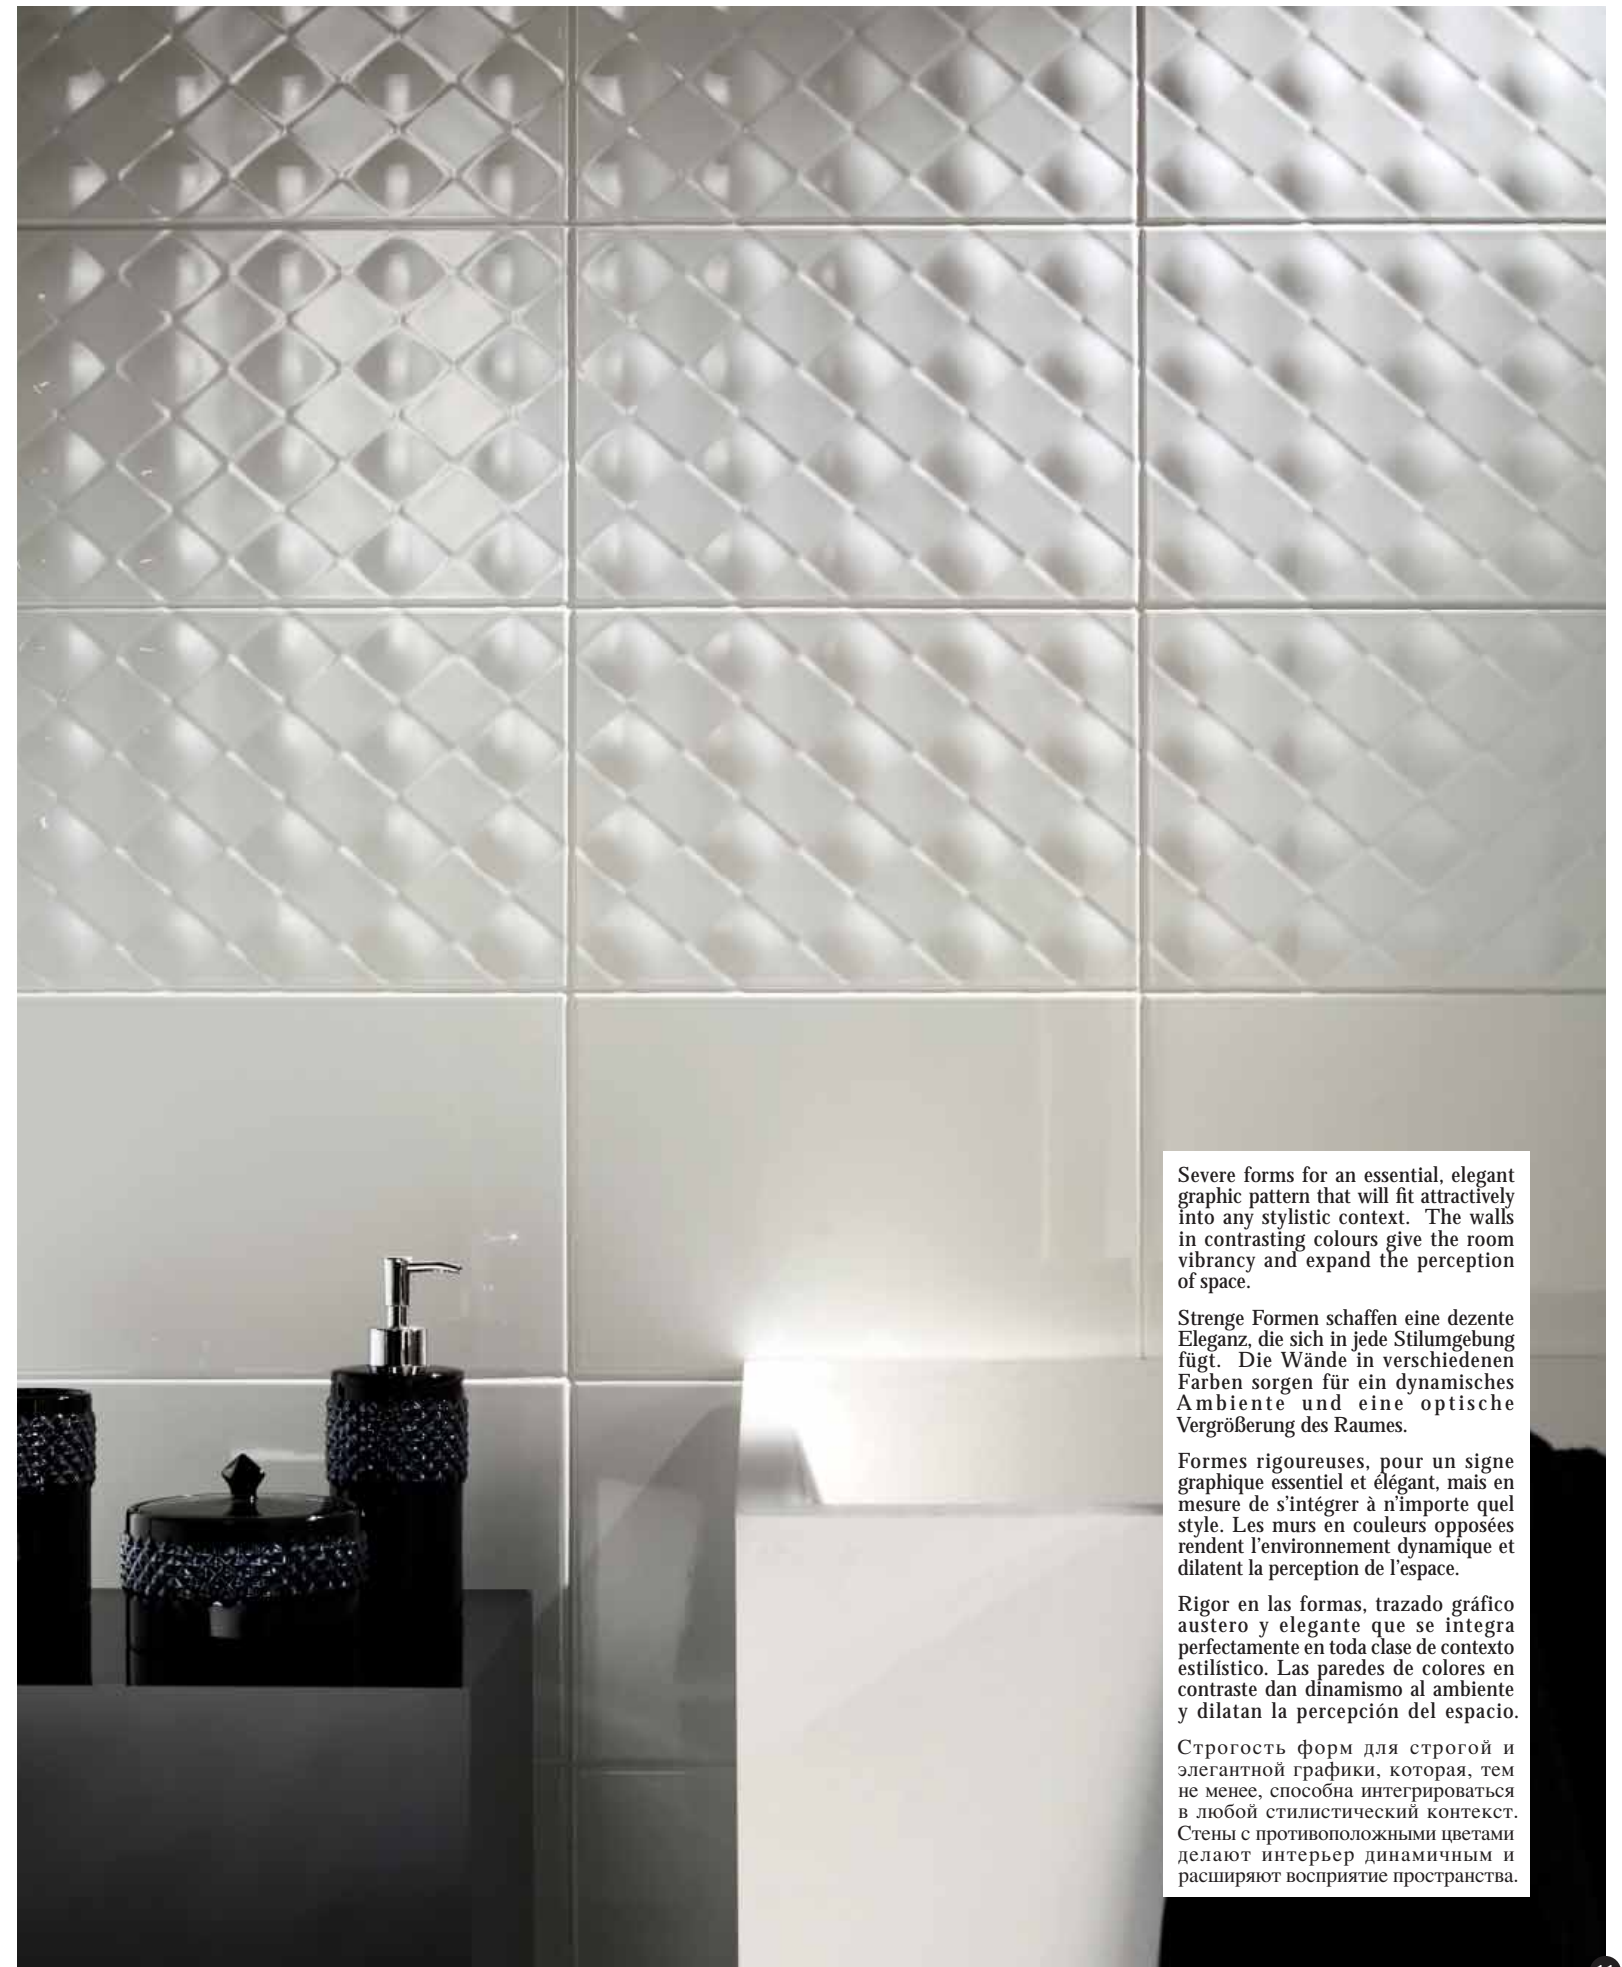 Severe forms for an essential, elegant
graphic pattern that will fit attractively
into any stylistic context.  The walls
in contrasting colours give the room
vibrancy and expand the perception
of space.
Strenge Formen schaffen eine dezente
Eleganz, die sich in jede Stilumgebung
fügt.  Die Wände in verschiedenen
Farben sorgen für ein dynamisches
Ambiente und eine optische
Vergrößerung des Raumes.
Formes rigoureuses, pour un signe
graphique essentiel et élégant, mais en
mesure de s'intégrer à n'importe quel
style. Les murs en couleurs opposées
rendent l'environnement dynamique et
dilatent la perception de l'espace.
Rigor en las formas, trazado gráfico
austero y elegante que se integra
perfectamente en toda clase de contexto
estilístico. Las paredes de colores en
contraste dan dinamismo al ambiente
y dilatan la percepción del espacio.
Строгость форм для строгой и
элегантной графики, которая, тем
не менее, способна интегрироваться
в любой стилистический контекст.
Стены с противоположными цветами
делают интерьер динамичным и
расширяют восприятие пространства.